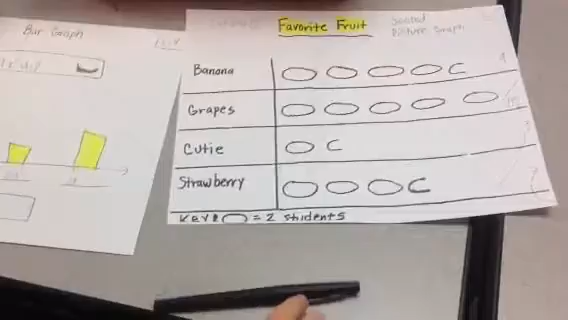 Bar Graph
Favorite Fruit
Scaled
Picture Graph
Banana
Grapes
Cutie
Strawberry
KEY: = 2 students